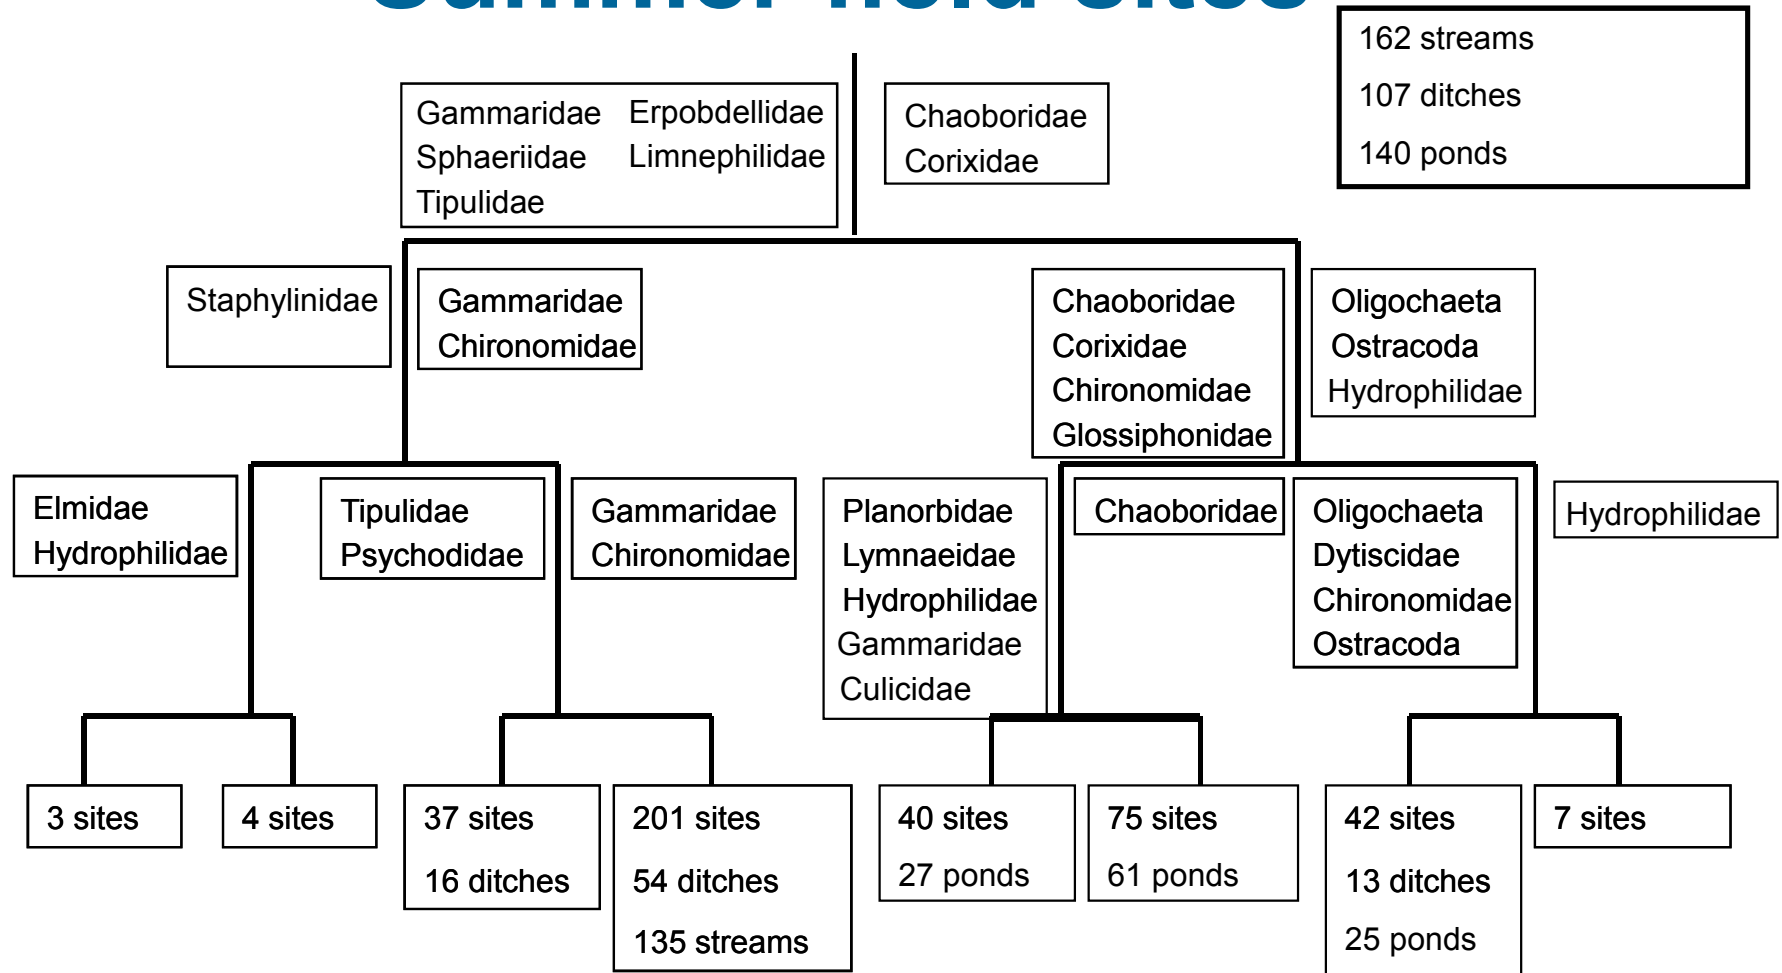 Summer field sites
162 streams
107 ditches
140 ponds
Gammaridae Erpobdellidae
Sphaeriidae Limnephilidae
Tipulidae
Chaoboridae
Corixidae
Staphylinidae
Gammaridae
Chironomidae
Chaoboridae
Corixidae
Chironomidae
Glossiphonidae
Oligochaeta
Ostracoda
Hydrophilidae
Elmidae
Hydrophilidae
Tipulidae
Psychodidae
Gammaridae
Chironomidae
Planorbidae
Lymnaeidae
Hydrophilidae
Gammaridae
Culicidae
Chaoboridae
Oligochaeta
Dytiscidae
Chironomidae
Ostracoda
Hydrophilidae
3 sites
4 sites
37 sites
16 ditches
201 sites
54 ditches
135 streams
40 sites
27 ponds
75 sites
61 ponds
42 sites
13 ditches
25 ponds
7 sites